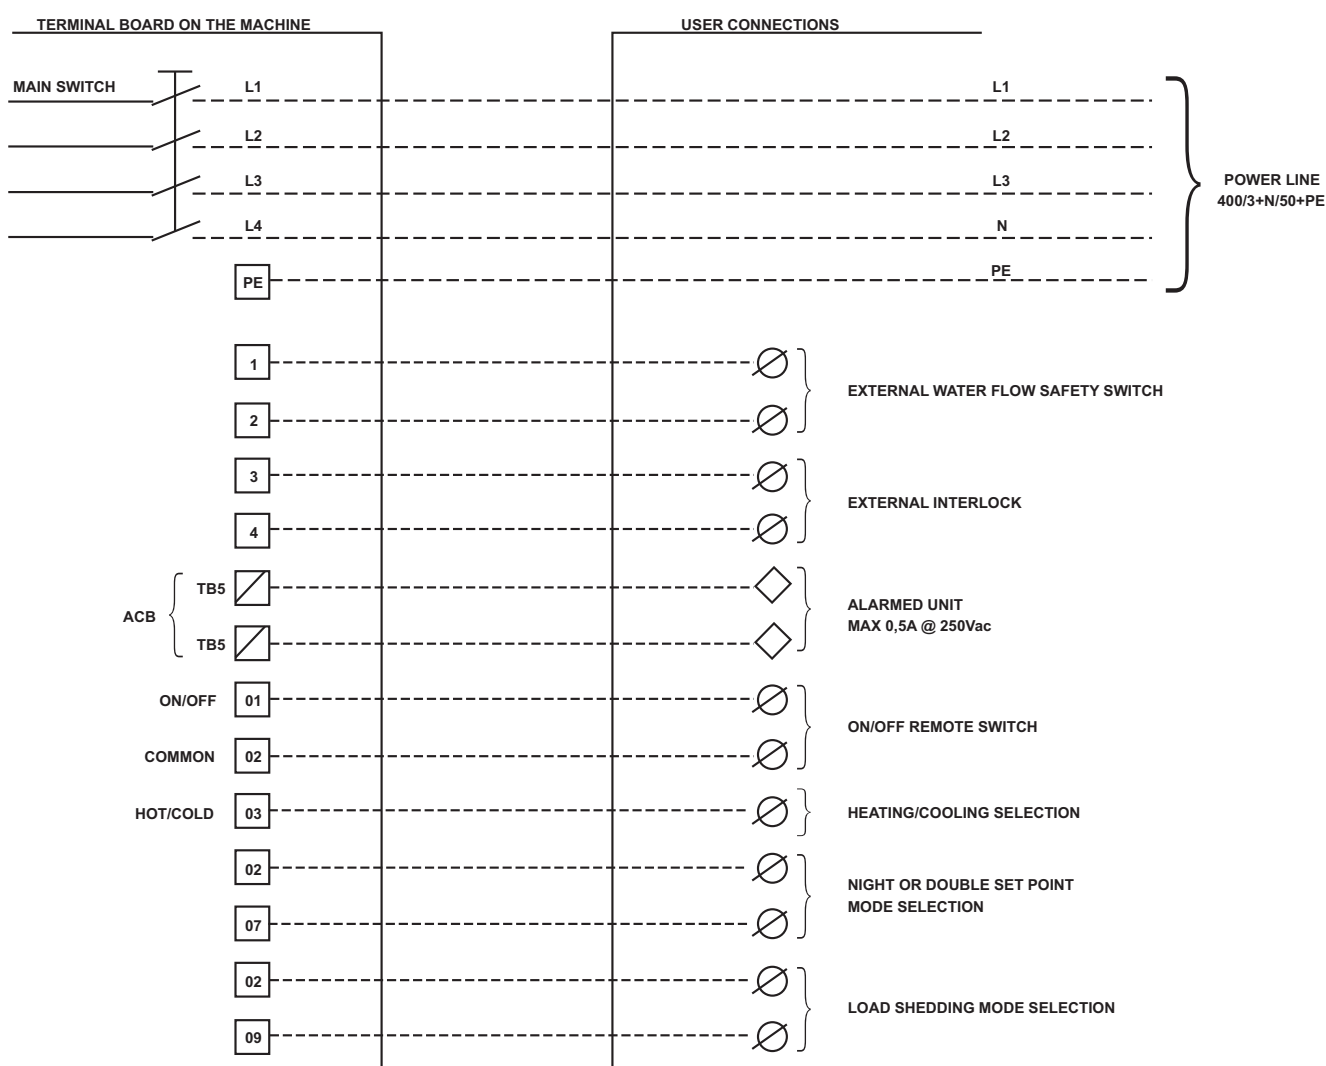 TERMINAL BOARD ON THE MACHINE
USER CONNECTIONS
MAIN SWITCH
L1
L1
L2
L2
L3
L3
POWER LINE
400/3+N/50+PE
L4
N
PE
PE
1
EXTERNAL WATER FLOW SAFETY SWITCH
2
3
EXTERNAL INTERLOCK
4
TB5
ACB
ALARMED UNIT
MAX 0,5A @ 250Vac
TB5
ON/OFF
01
ON/OFF REMOTE SWITCH
COMMON
02
HOT/COLD
03
HEATING/COOLING SELECTION
02
NIGHT OR DOUBLE SET POINT
MODE SELECTION
07
02
LOAD SHEDDING MODE SELECTION
09